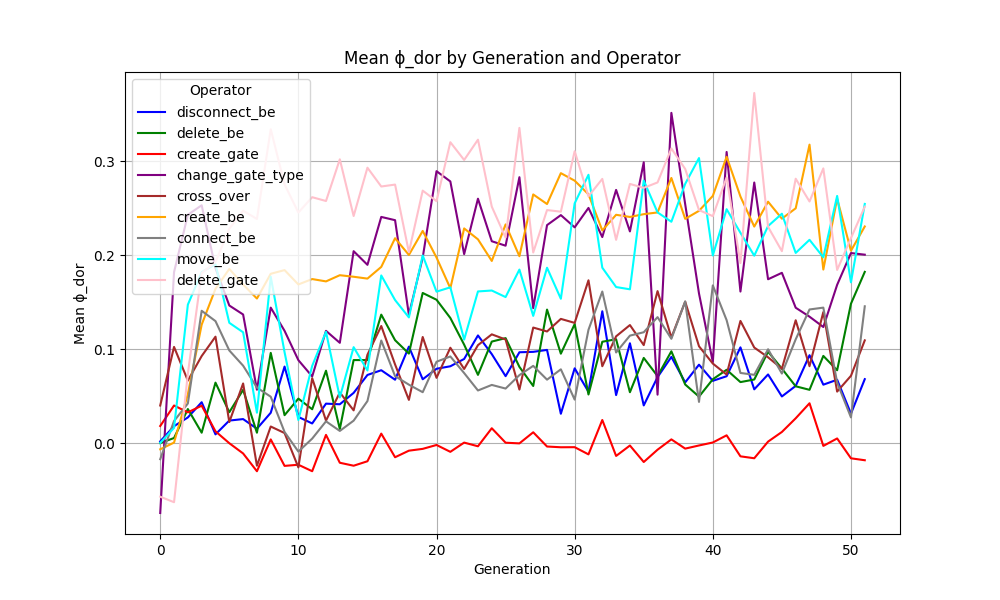 Mean ϕ_dor by Generation and Operator
Operator
disconnect_be
delete_be
create_gate
change_gate_type
cross_over
create_be
connect_be
move_be
delete_gate
Mean ϕ_dor
0.3
0.2
0.1
0.0
0 10 20 30 40 50
Generation